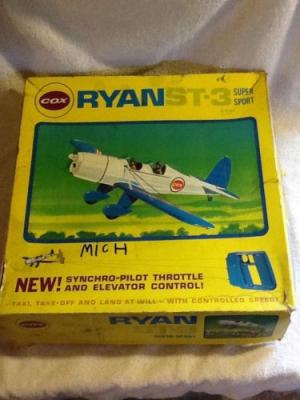 COX RYAN ST-3 SUPER SPORT
COX
MICH
NEW! SYNCHRO-PILOT THROTTLE AND ELEVATOR CONTROL!
TAXI, TAKE-OFF AND LAND AT WILL – WITH CONTROLLED SPEED!
RYAN